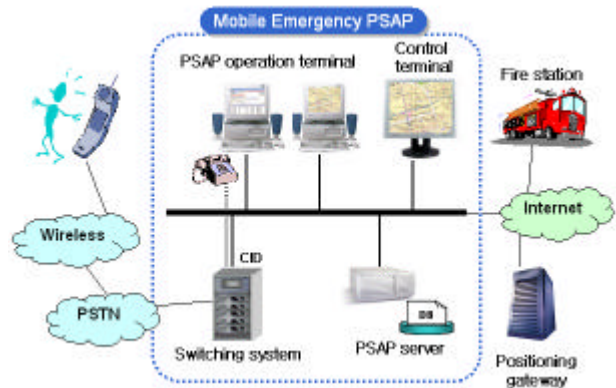 Mobile Emergency PSAP
PSAP operation terminal
Control
terminal
Fire station
Wireless
Internet
CID
PSTN
DB
Switching system
PSAP server
Positioning
gateway